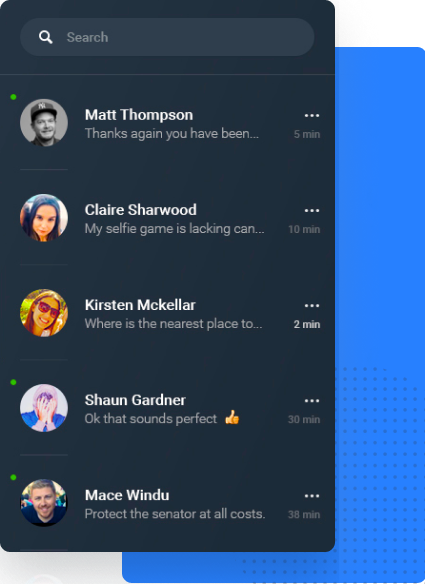 Search
Matt Thompson
Thanks again you have been...
5 min
Claire Sharwood
My selfie game is lacking can...
10 min
Kirsten Mckellar
Where is the nearest place to...
2 min
Shaun Gardner
Ok that sounds perfect 👍
30 min
Mace Windu
Protect the senator at all costs.
38 min